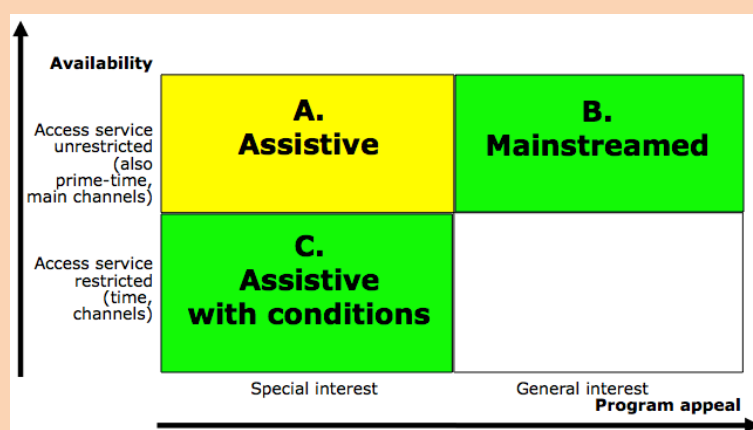 Availability
Access service
unrestricted
(also
prime-time,
main channels)
A.
Assistive
B.
Mainstreamed
Access service
restricted
(time,
channels)
C.
Assistive
with conditions
Special interest
General interest
Program appeal